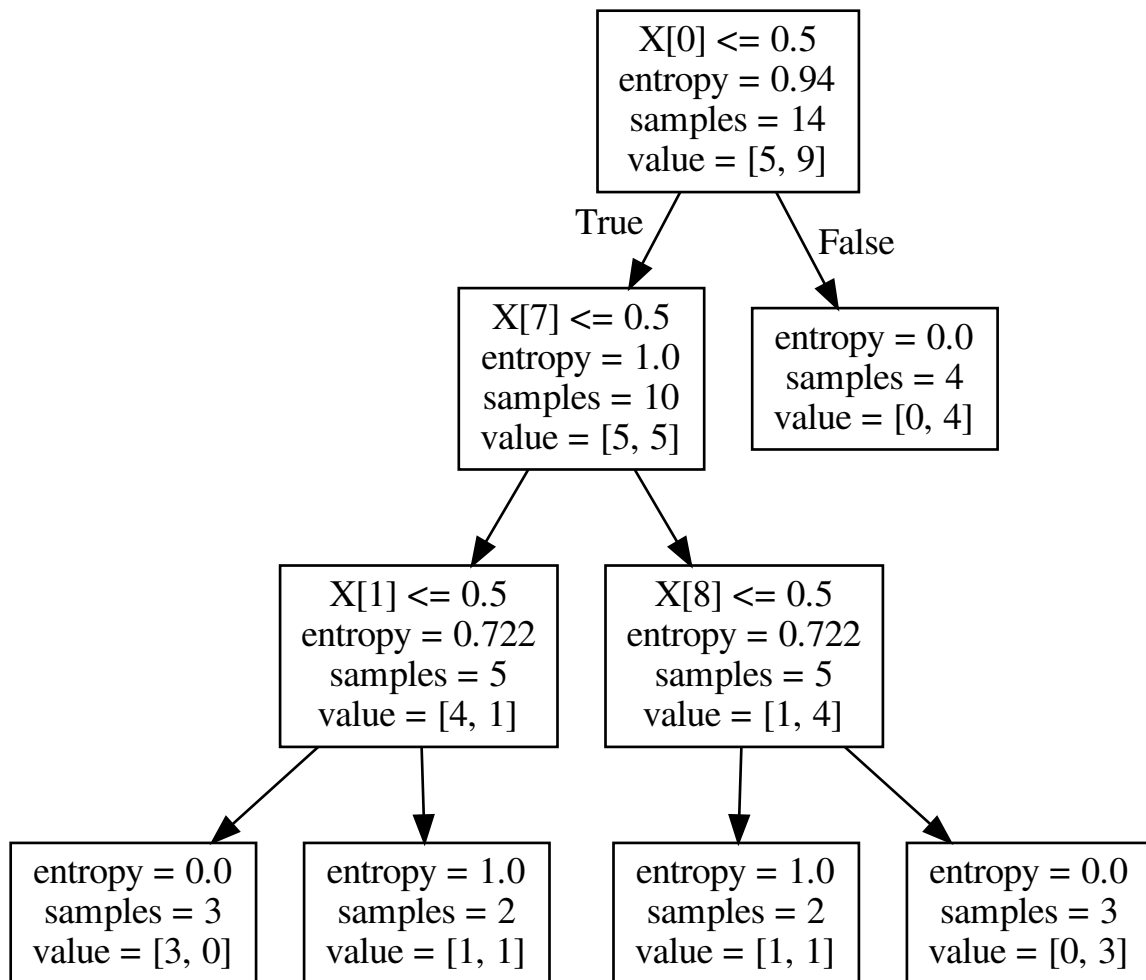 X[0] <= 0.5
entropy = 0.94
samples = 14
value = [5, 9]
True
False
X[7] <= 0.5
entropy = 1.0
samples = 10
value = [5, 5]
entropy = 0.0
samples = 4
value = [0, 4]
X[1] <= 0.5
entropy = 0.722
samples = 5
value = [4, 1]
X[8] <= 0.5
entropy = 0.722
samples = 5
value = [1, 4]
entropy = 0.0
samples = 3
value = [3, 0]
entropy = 1.0
samples = 2
value = [1, 1]
entropy = 1.0
samples = 2
value = [1, 1]
entropy = 0.0
samples = 3
value = [0, 3]